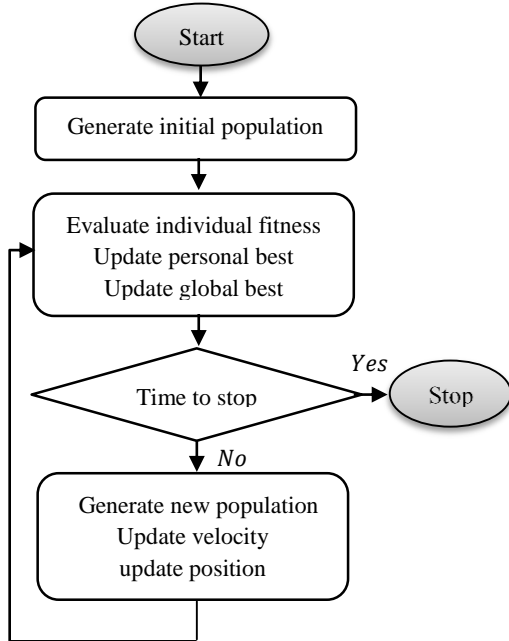 Start
Generate initial population
Evaluate individual fitness
Update personal best
Update global best
Time to stop
Yes
Stop
No
Generate new population
Update velocity
update position